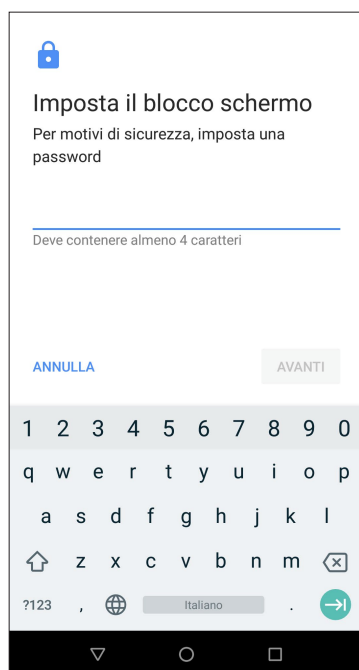 Imposta il blocco schermo
Per motivi di sicurezza, imposta una
password
Deve contenere almeno 4 caratteri
ANNULLA AVANTI
1 2 3 4 5 6 7 8 9 0
q w e r t y u i o p
a s d f g h j k l
z x c v b n m
?123 , Italiano .